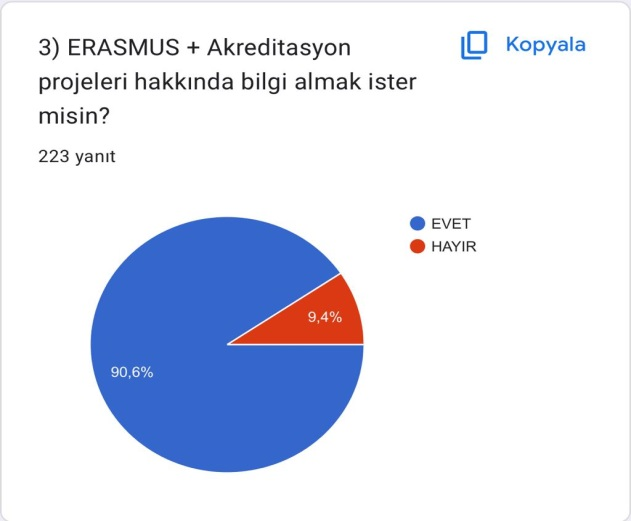 3) ERASMUS + Akreditasyon
projeleri hakkında bilgi almak ister
misin?
Kopyala
223 yanıt
EVET
HAYIR
9,4%
90,6%